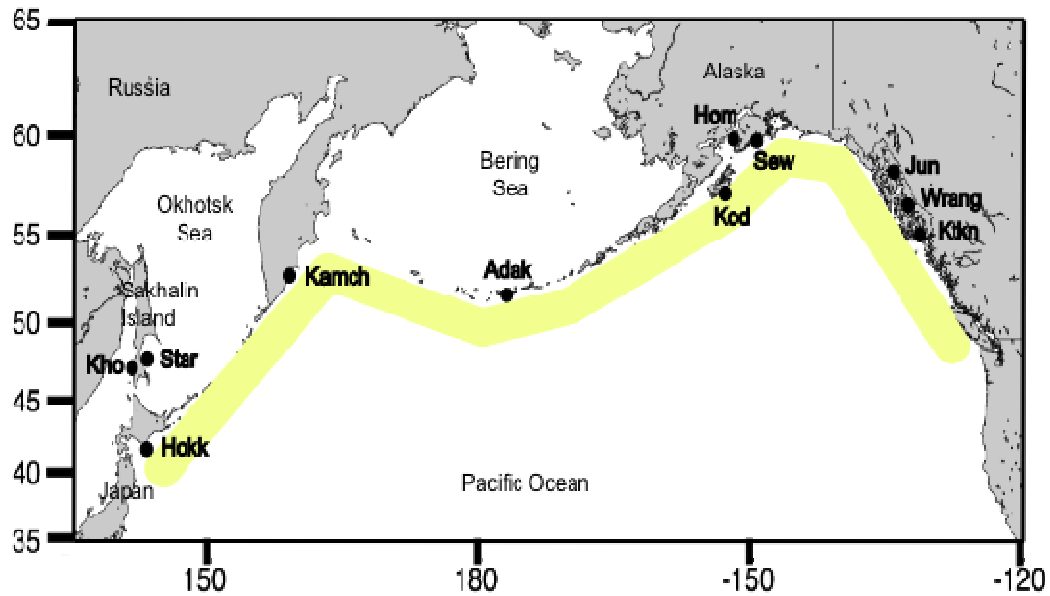 65
Russia
Alaska
Hom
60
Sew
Bering
Sea
Jun
Okhotsk
Sea
Wrang
Kod
Ktkn
55
Kamch
Adak
Sakhalin
Island
50
Kho
Star
45
Hokk
40
Japan
Pacific Ocean
35
150
180
-150
-120